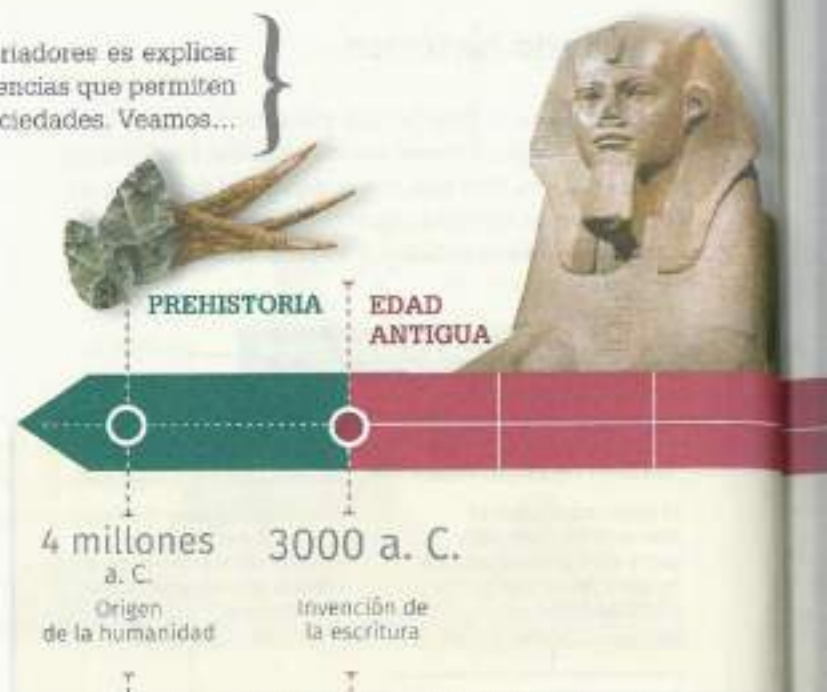 riadores es explicar
encias que permiten
ciedades. Veamos...
PREHISTORIA
EDAD
ANTIGUA
4 millones
a. C.
Origen
de la humanidad
3000 a. C.
Invención de
la escritura